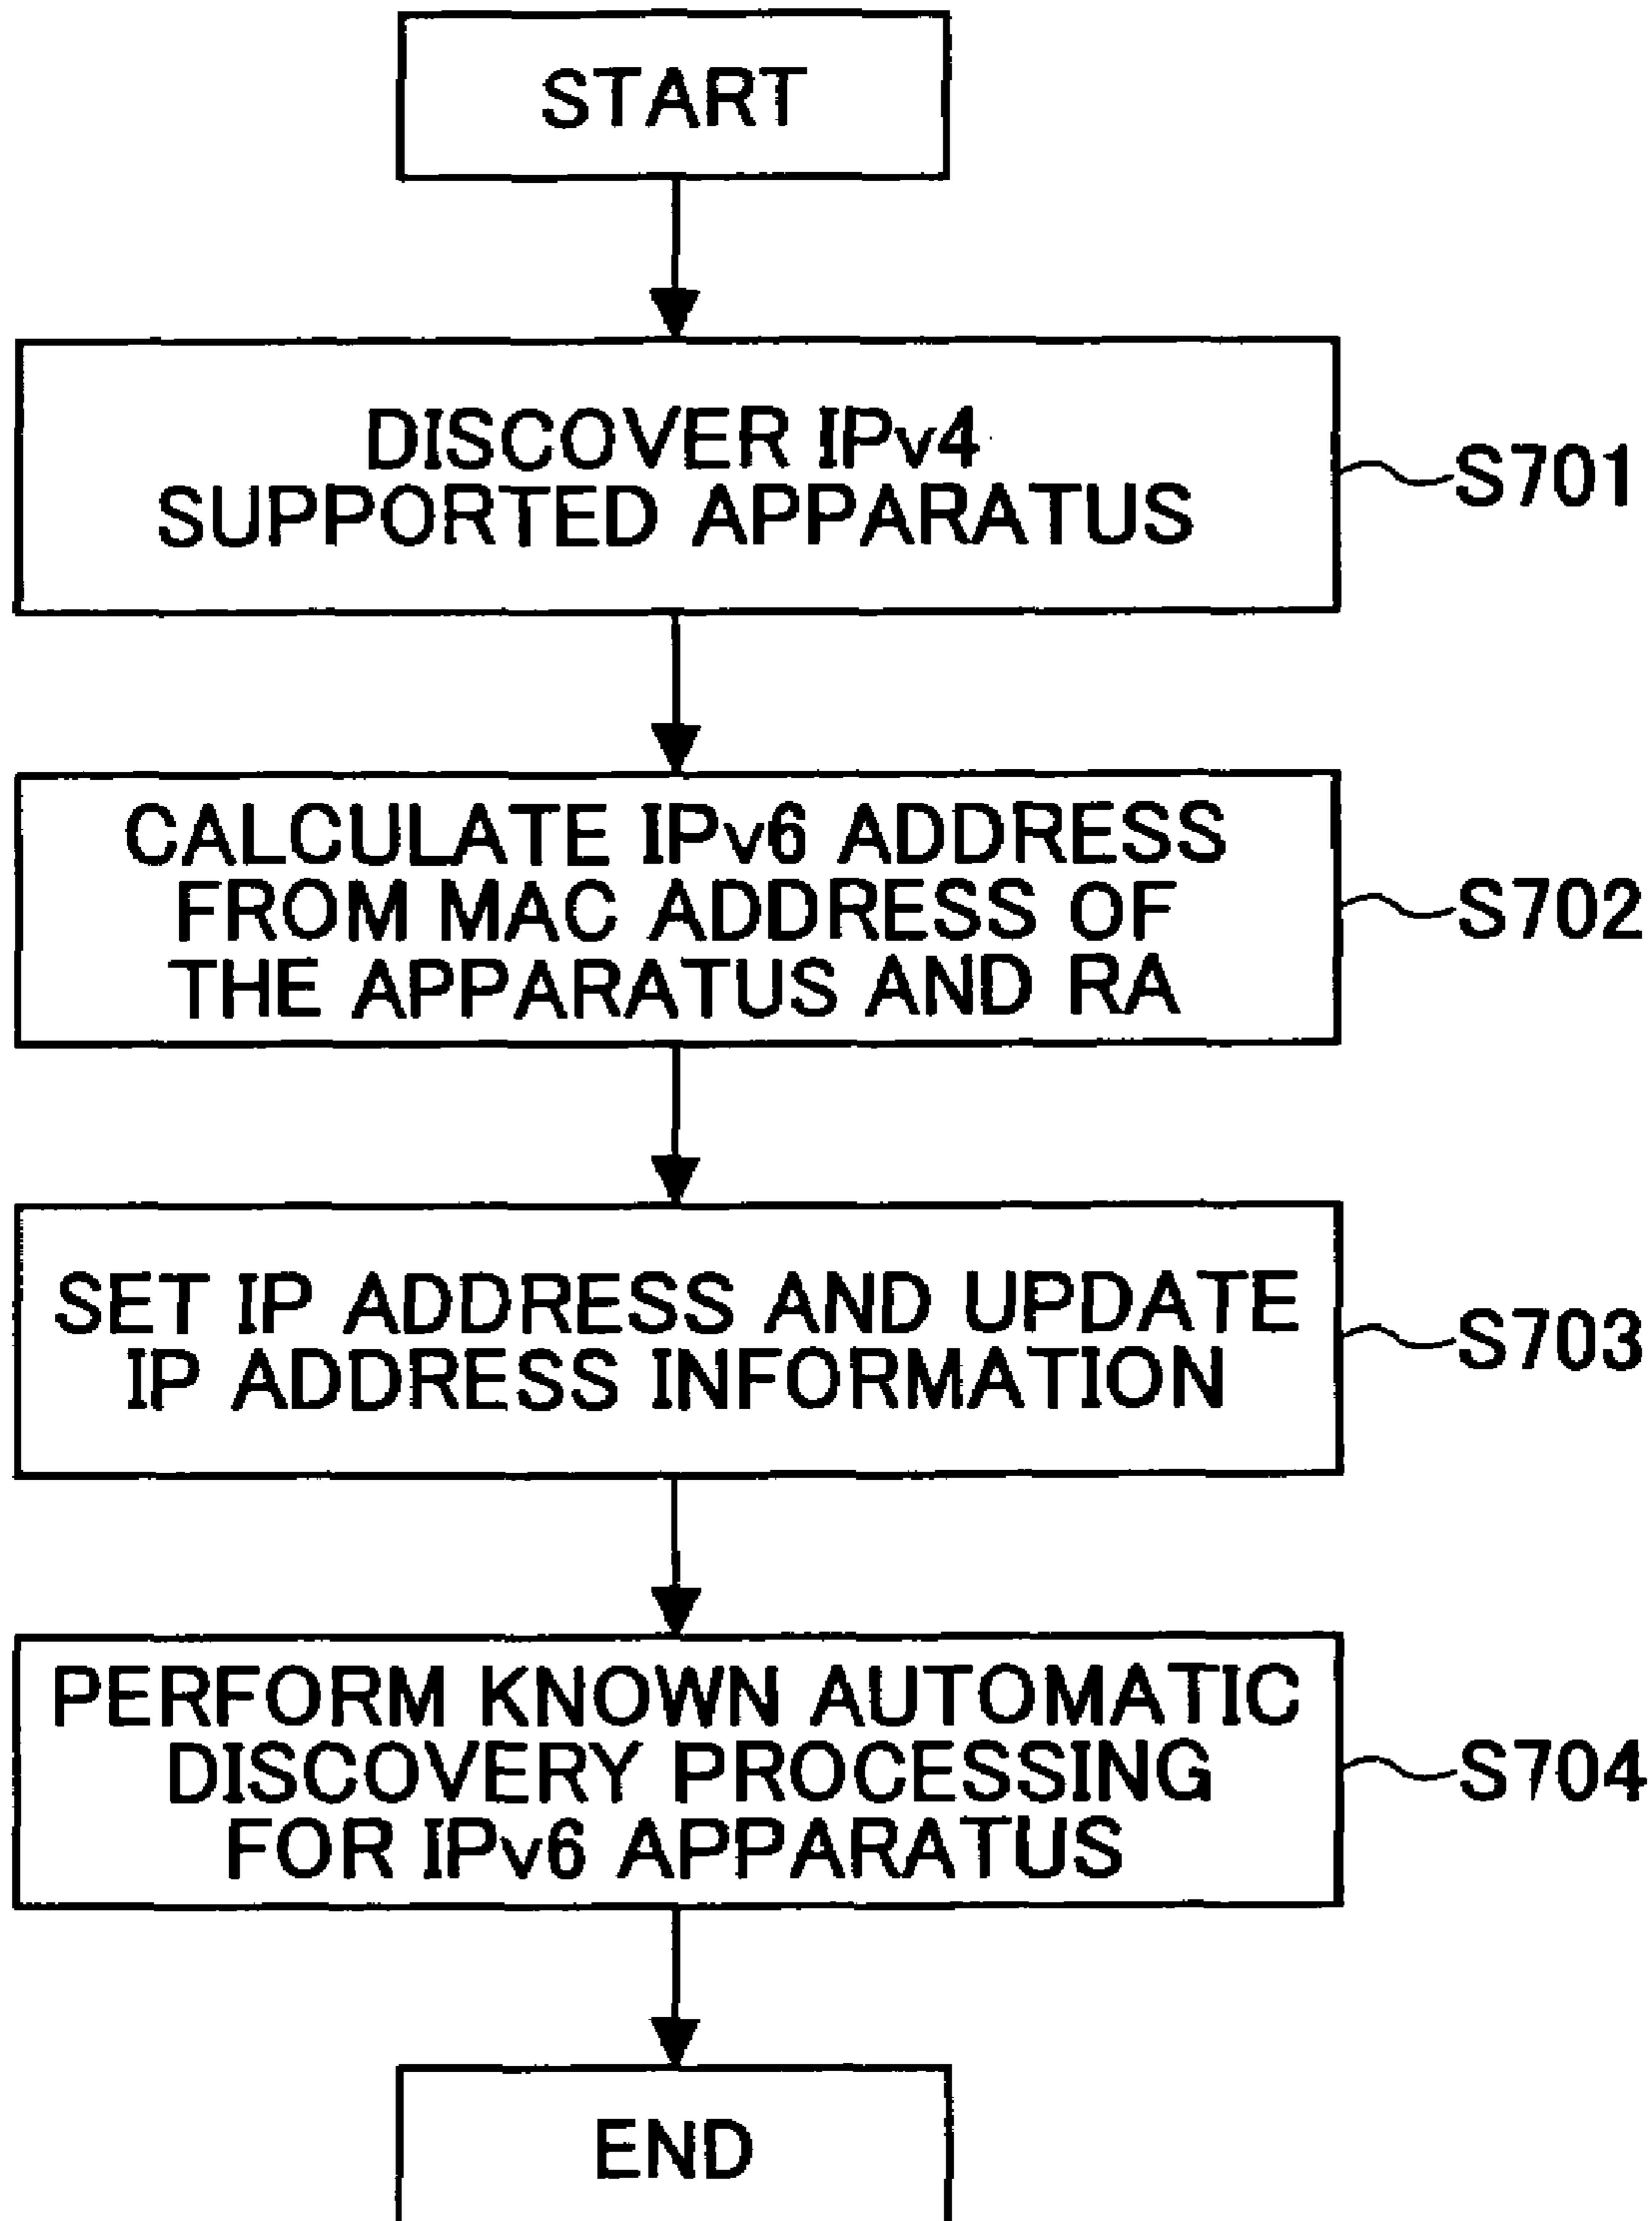 START
DISCOVER IPv4
SUPPORTED APPARATUS
S701
CALCULATE IPv6 ADDRESS
FROM MAC ADDRESS OF
THE APPARATUS AND RA
S702
SET IP ADDRESS AND UPDATE
IP ADDRESS INFORMATION
S703
PERFORM KNOWN AUTOMATIC
DISCOVERY PROCESSING
FOR IPv6 APPARATUS
S704
END